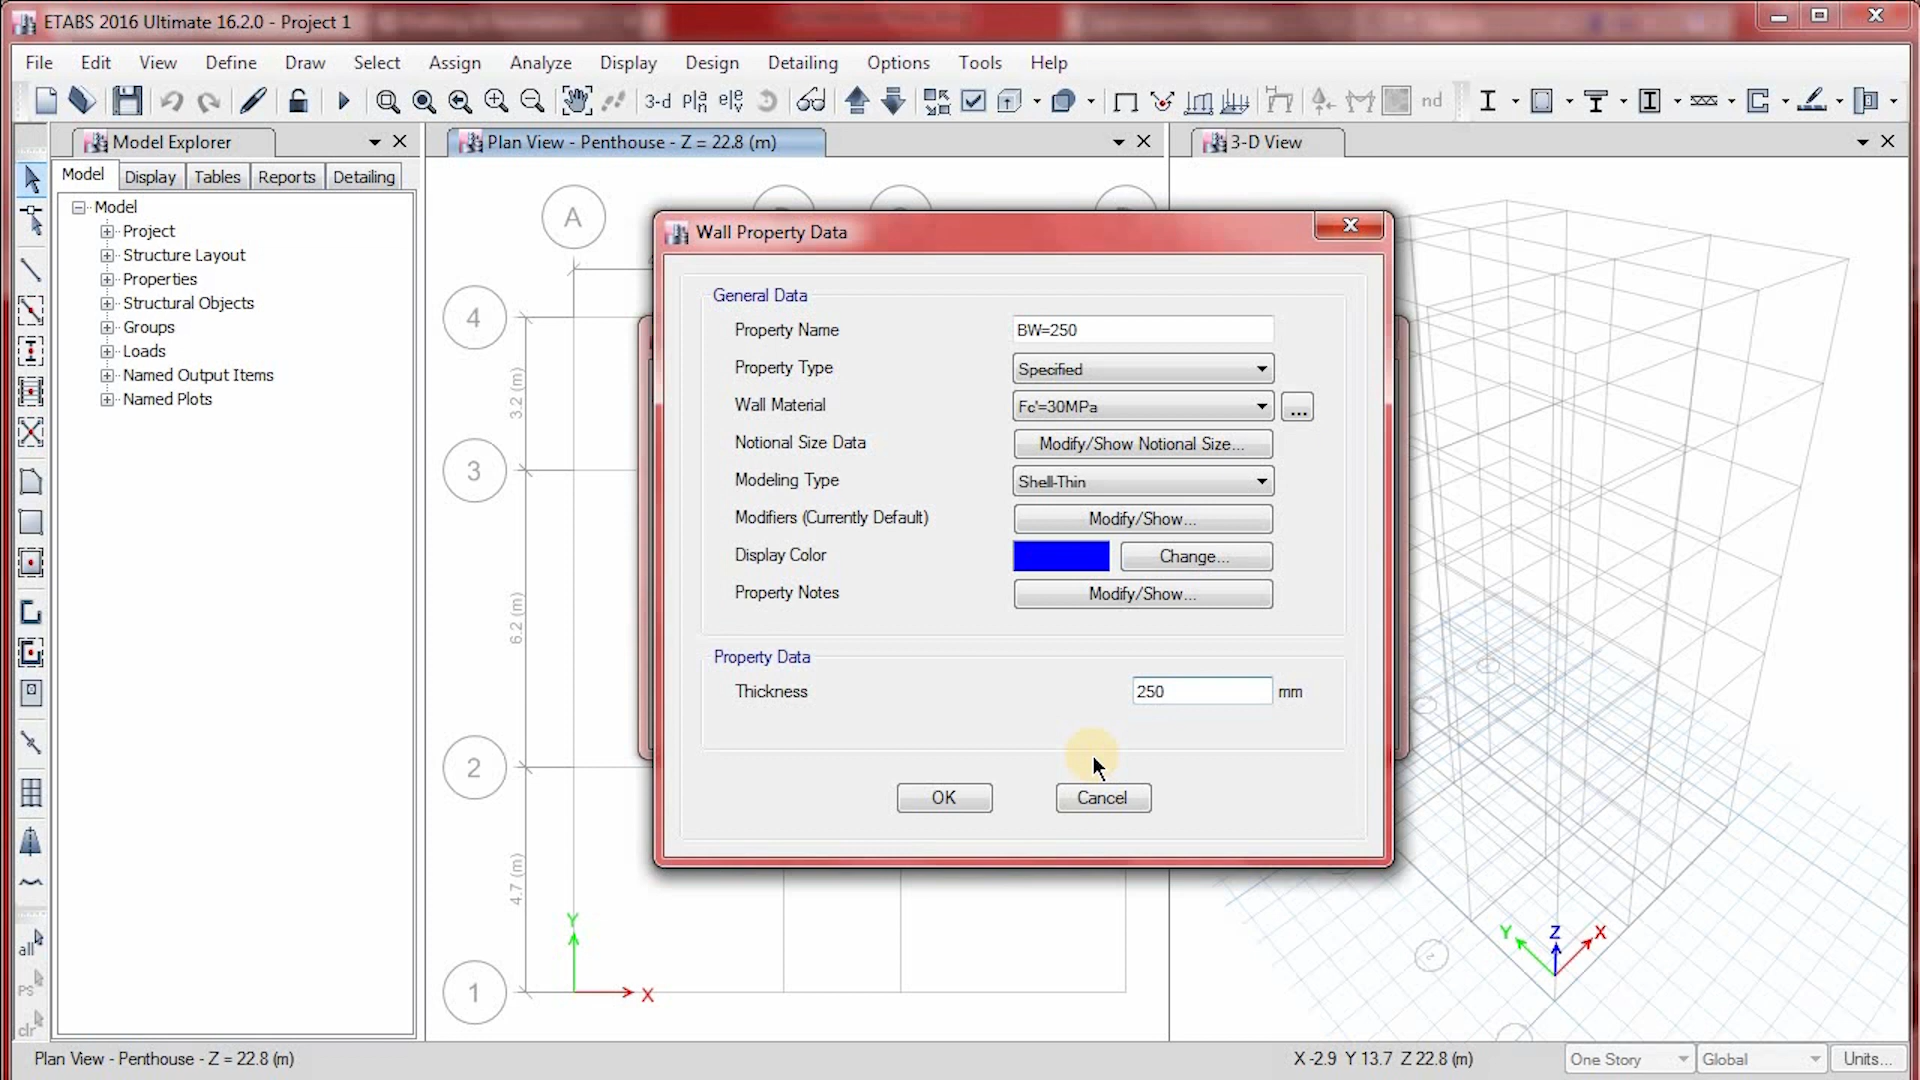 ETABS 2016 Ultimate 16.2.0 - Project 1
File Edit View Define Draw Select Assign Analyze Display Design Detailing Options Tools Help
3-d nd
Model Explorer
Plan View - Penthouse - Z = 22.8 (m)
3-D View
Model Display Tables Reports Detailing
Model
Project
Structure Layout
Properties
Structural Objects
Groups
Loads
Named Output Items
Named Plots
A
4
3
2
1
3.2 (m)
6.2 (m)
4.7 (m)
Y
X
Wall Property Data
General Data
Property Name BW=250
Property Type Specified
Wall Material Fc'=30MPa ...
Notional Size Data Modify/Show Notional Size...
Modeling Type Shell-Thin
Modifiers (Currently Default) Modify/Show...
Display Color Change...
Property Notes Modify/Show...
Property Data
Thickness 250 mm
OK Cancel
Y Z X
all
PS
clr
Plan View - Penthouse - Z = 22.8 (m)
X -2.9 Y 13.7 Z 22.8 (m)
One Story Global Units...